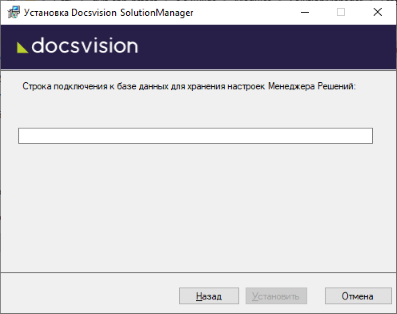 Установка Docsvision SolutionManager
docsvision
Строка подключения к базе данных для хранения настроек Менеджера Решений:
Назад
Установить
Отмена